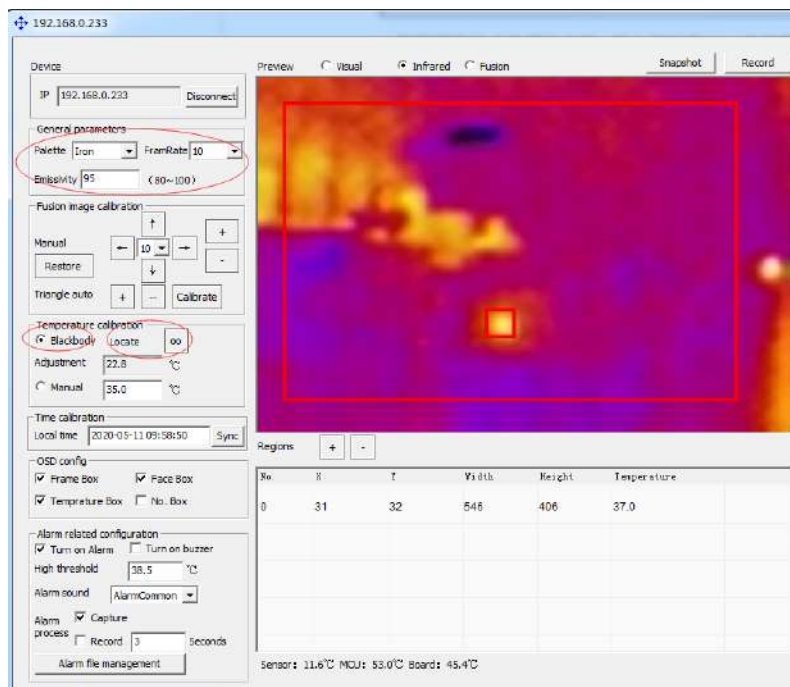 192.168.0.233
Device
IP 192.168.0.233 Disconnect
General parameters
Palette Iron FramRate 10
Emissivity 95 (80~100)
Fusion image calibration
↑ +
Manual ← 10 → -
Restore ↓
Triangle auto + -- Calibrate
Temperature calibration
Blackbody Locate
Adjustment 22.8 ℃
Manual 35.0 ℃
Time calibration
Local time 2020-05-11 09:58:50 Sync
OSD config
Frame Box Face Box
Temprature Box No. Box
Alarm related configuration
Turn on Alarm Turn on buzzer
High threshold 38.5 ℃
Alarm sound AlarmCommon
Alarm process Capture
Record 3 Seconds
Alarm file management
Preview Visual Infrared Fusion Snapshot Record
Regions + -
No. X Y Width Height Temperature
0 31 32 546 406 37.0
Sensor: 11.6℃ MCU: 53.0℃ Board: 45.4℃